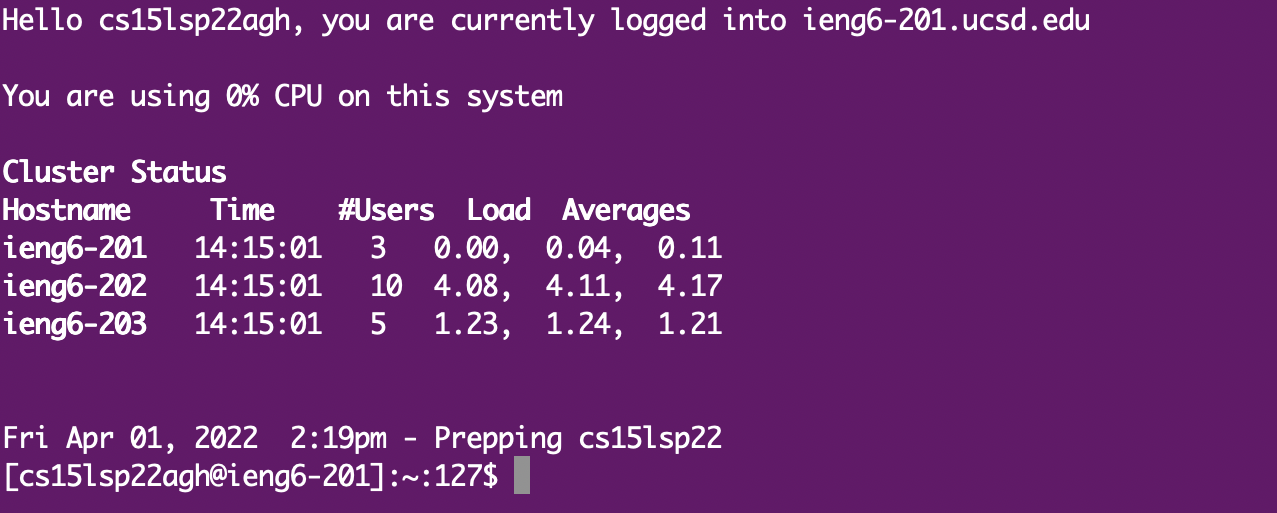 Hello cs15lsp22agh, you are currently logged into ieng6-201.ucsd.edu
You are using 0% CPU on this system
Cluster Status
Hostname     Time    #Users  Load  Averages
ieng6-201   14:15:01   3   0.00,  0.04,  0.11
ieng6-202   14:15:01   10  4.08,  4.11,  4.17
ieng6-203   14:15:01   5   1.23,  1.24,  1.21
Fri Apr 01, 2022  2:19pm - Prepping cs15lsp22
[cs15lsp22agh@ieng6-201]:~:127$